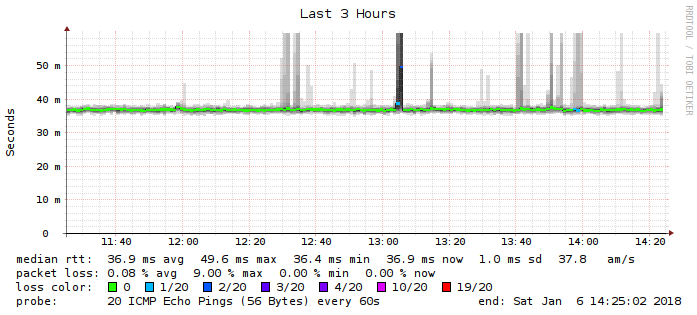 Last 3 Hours
RRDTOOL / TOBI OETIKER
Seconds
50 m
40 m
30 m
20 m
10 m
0
11:40 12:00 12:20 12:40 13:00 13:20 13:40 14:00 14:20
median rtt: 36.9 ms avg 49.6 ms max 36.4 ms min 36.9 ms now 1.0 ms sd 37.8 am/s
packet loss: 0.08 % avg 9.00 % max 0.00 % min 0.00 % now
loss color: 0 1/20 2/20 3/20 4/20 10/20 19/20
probe: 20 ICMP Echo Pings (56 Bytes) every 60s end: Sat Jan 6 14:25:02 2018